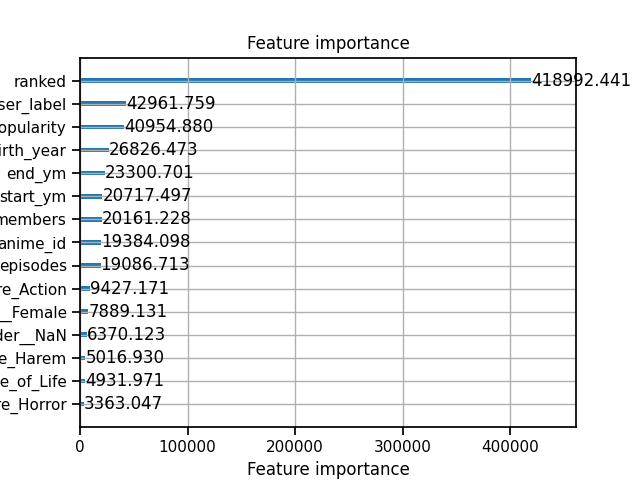 Feature importance
ranked 418992.441
ser_label 42961.759
opularity 40954.880
irth_year 26826.473
end_ym 23300.701
start_ym 20717.497
members 20161.228
anime_id 19384.098
episodes 19086.713
re_Action 9427.171
__Female 7889.131
der__NaN 6370.123
e_Harem 5016.930
e_of_Life 4931.971
re_Horror 3363.047
0 100000 200000 300000 400000
Feature importance